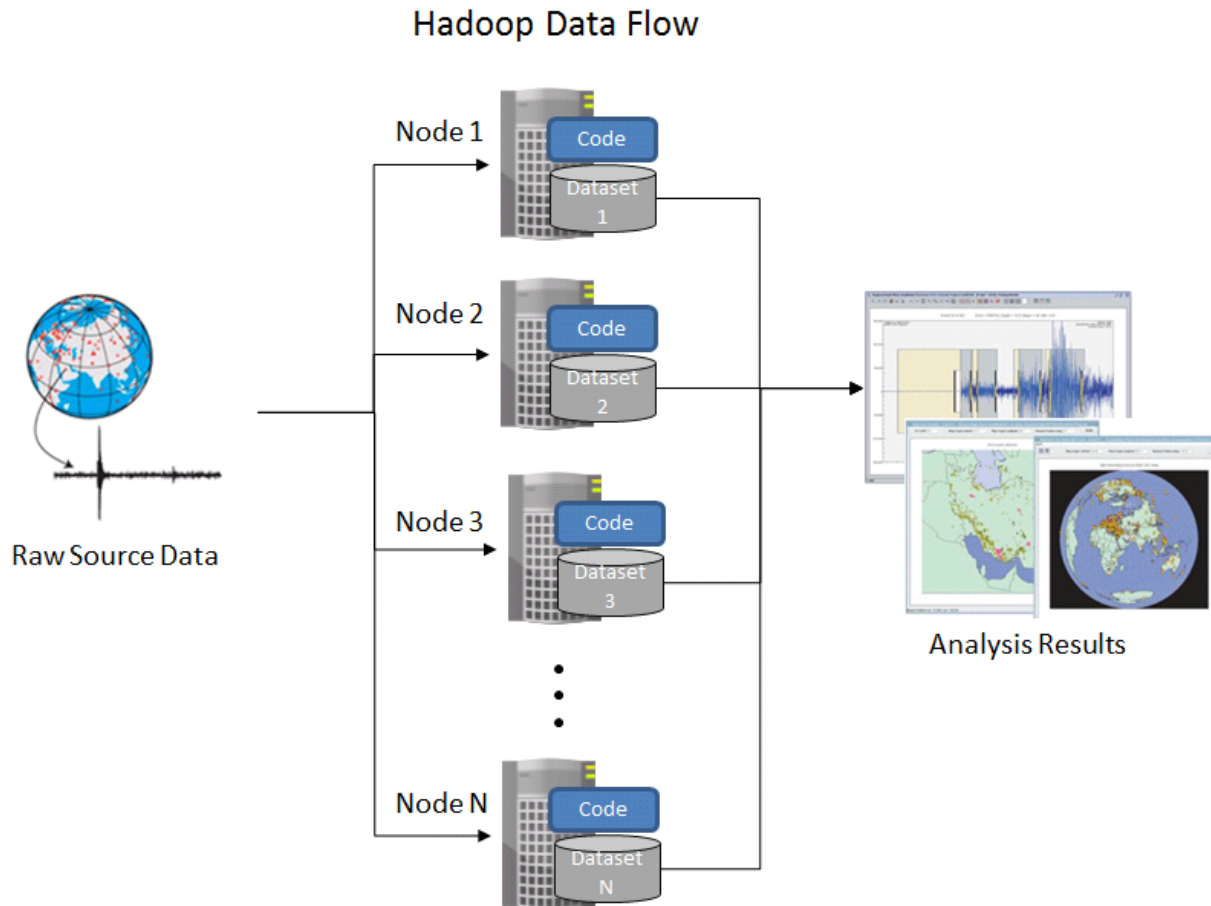 Hadoop Data Flow
Node 1
Code
Dataset
1
Node 2
Code
Dataset
2
Node 3
Code
Dataset
3
Node N
Code
Dataset
N
Raw Source Data
Analysis Results